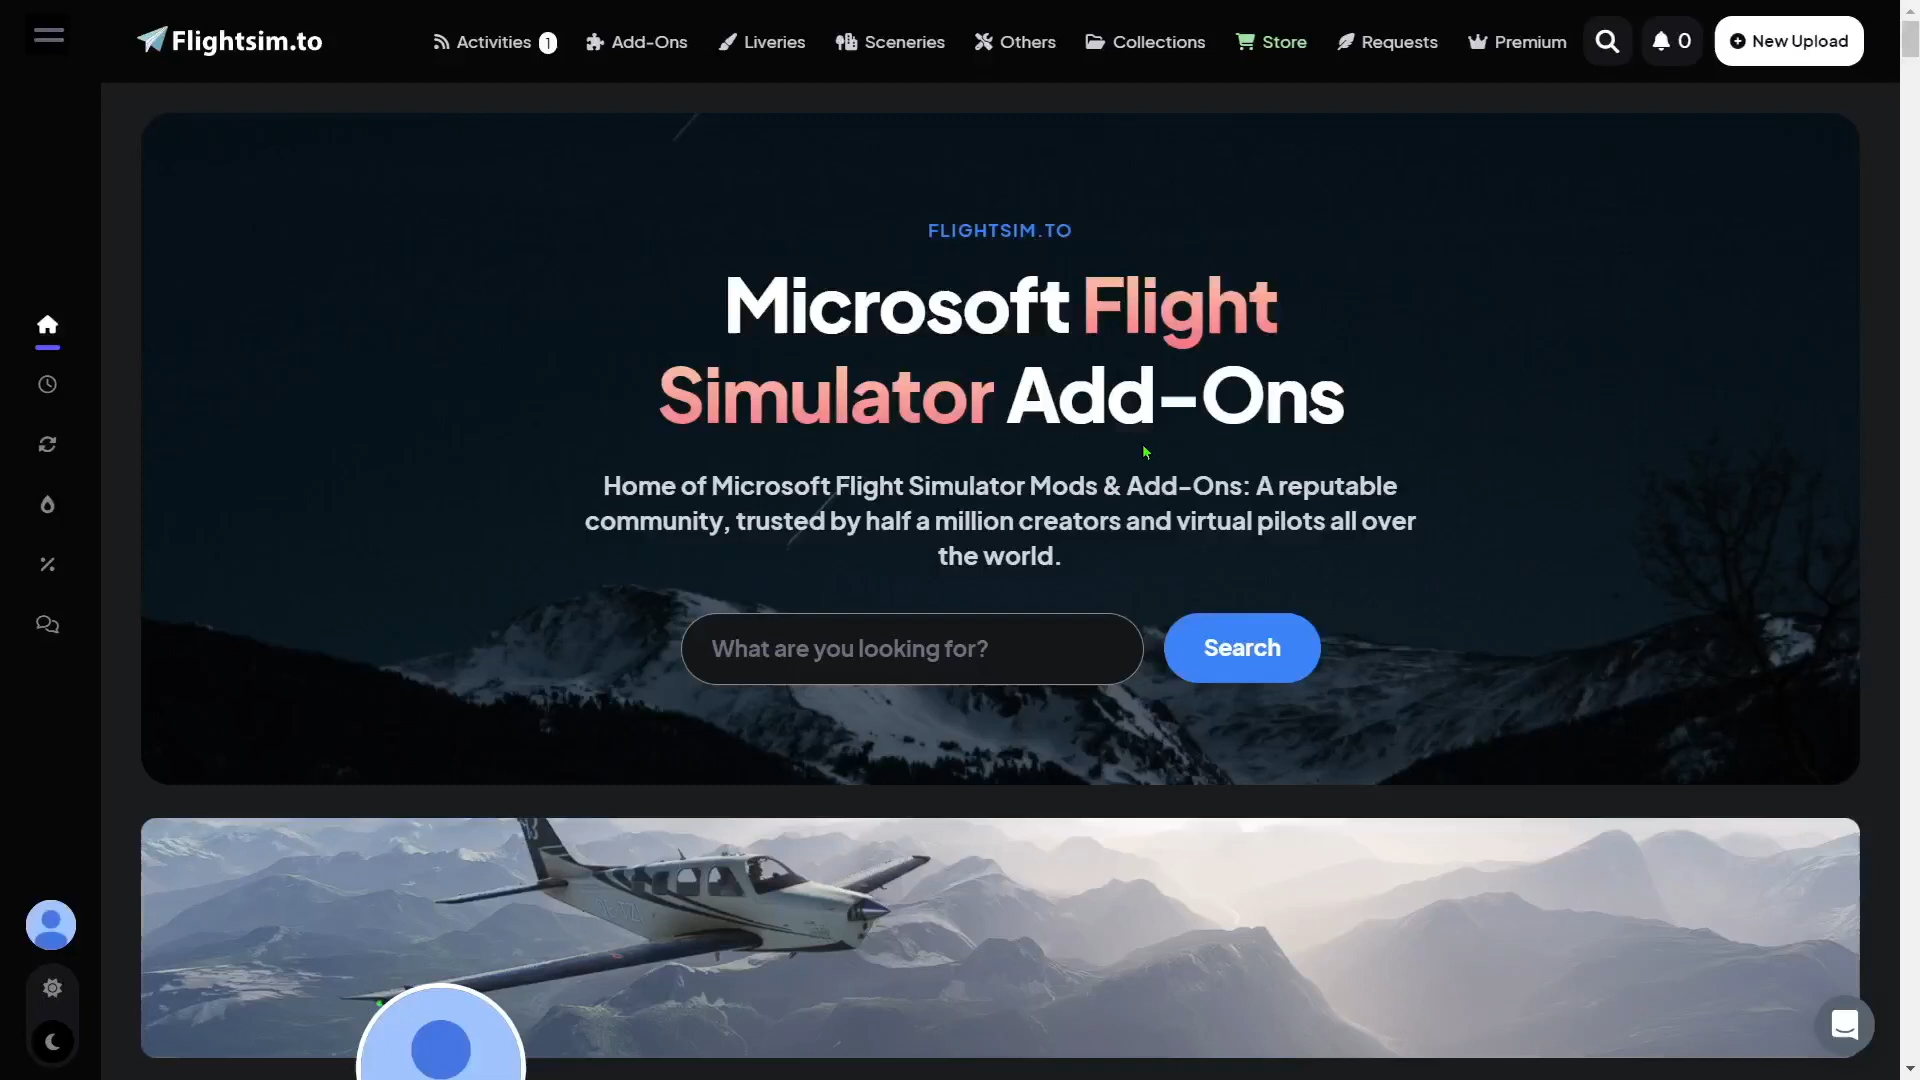 Flightsim.to
Activities 1 Add-Ons Liveries Sceneries Others Collections Store Requests Premium 0 New Upload
FLIGHTSIM.TO
Microsoft Flight
Simulator Add-Ons
Home of Microsoft Flight Simulator Mods & Add-Ons: A reputable
community, trusted by half a million creators and virtual pilots all over
the world.
What are you looking for?
Search